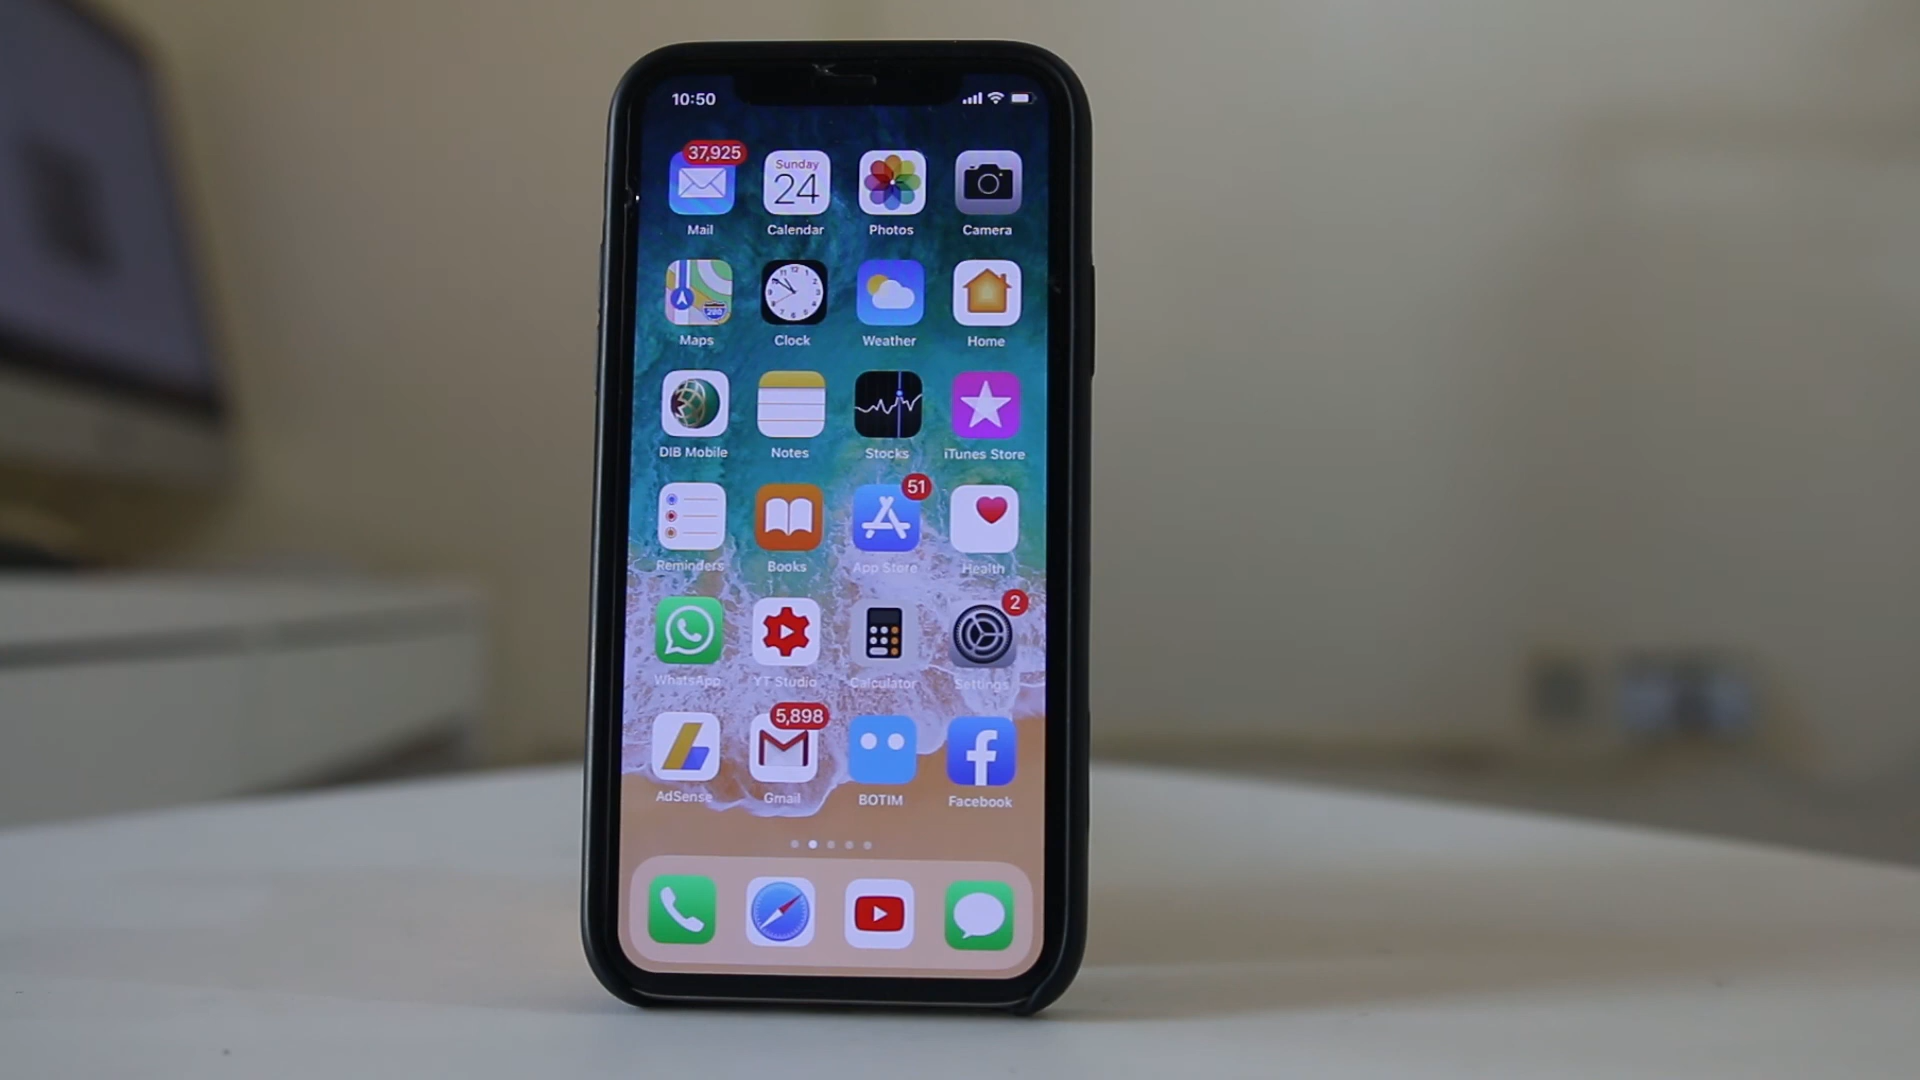 10:50
37,925
Sunday
24
Mail Calendar Photos Camera
280
Maps Clock Weather Home
DIB Mobile Notes Stocks iTunes Store
51
Reminders Books App Store Health
2
WhatsApp YT Studio Calculator Settings
5,898
AdSense Gmail BOTIM Facebook